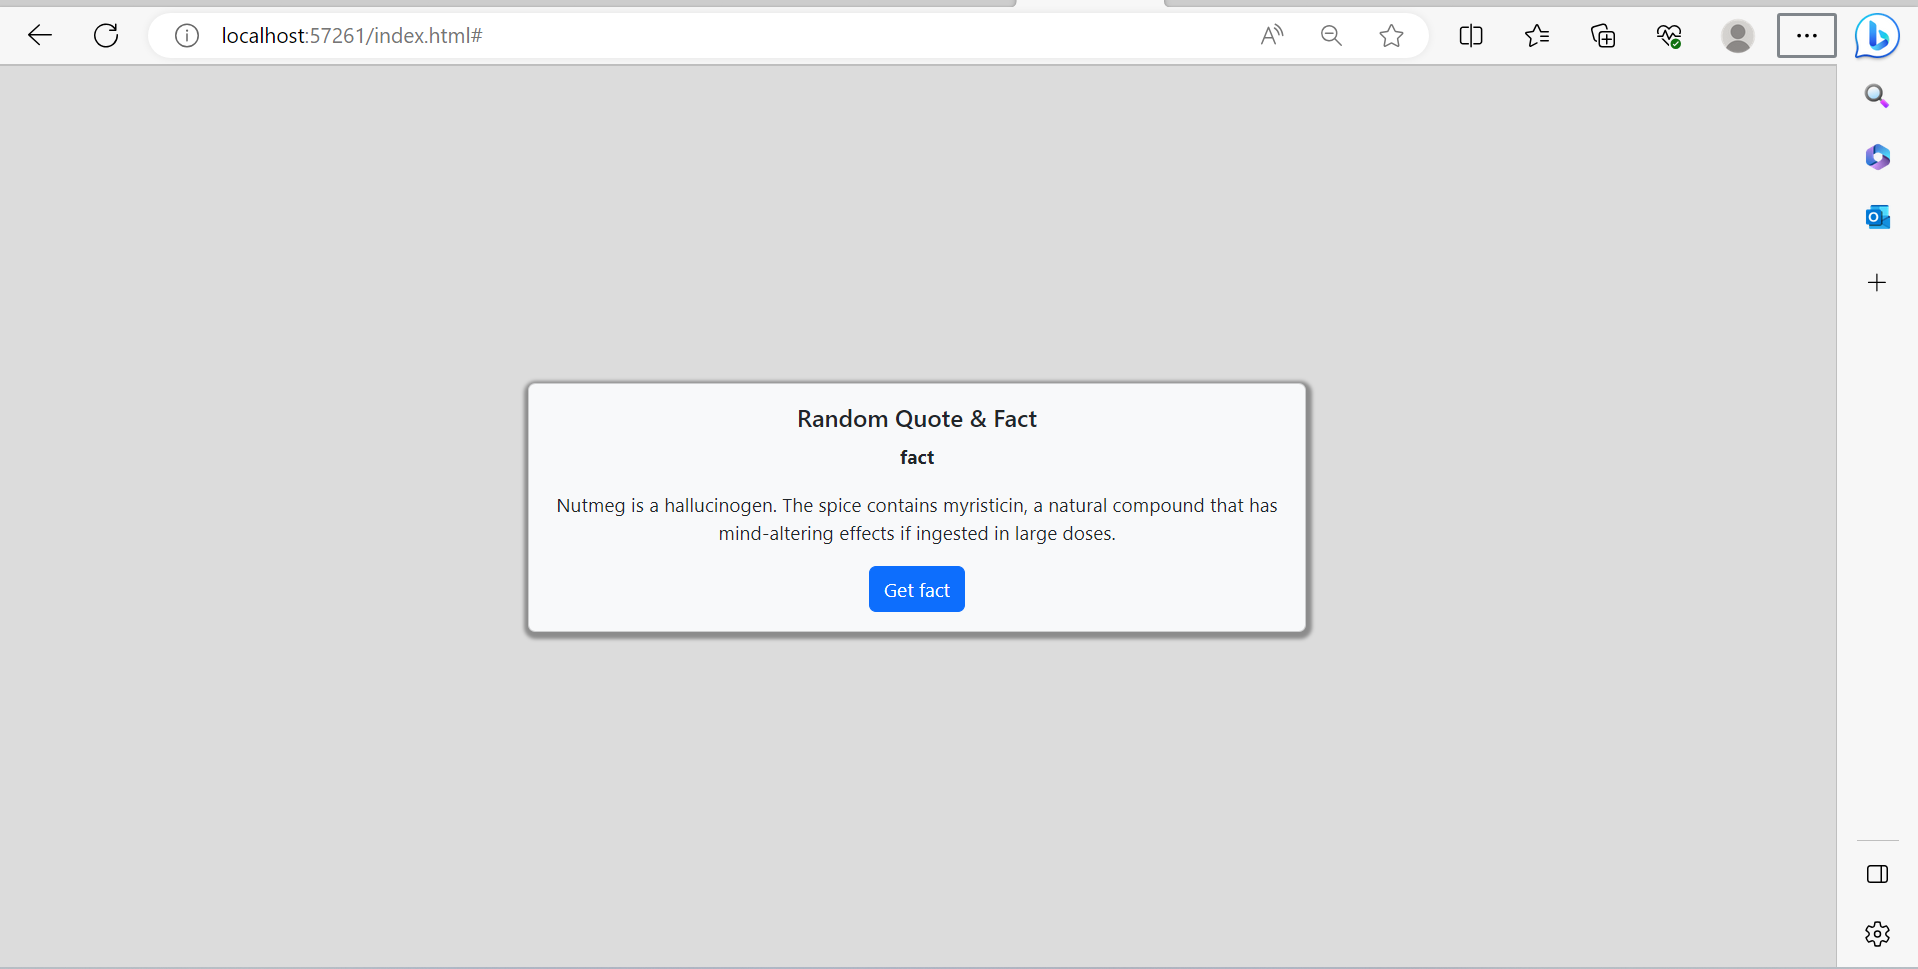 localhost:57261/index.html#
Random Quote & Fact
fact
Nutmeg is a hallucinogen. The spice contains myristicin, a natural compound that has
mind-altering effects if ingested in large doses.
Get fact